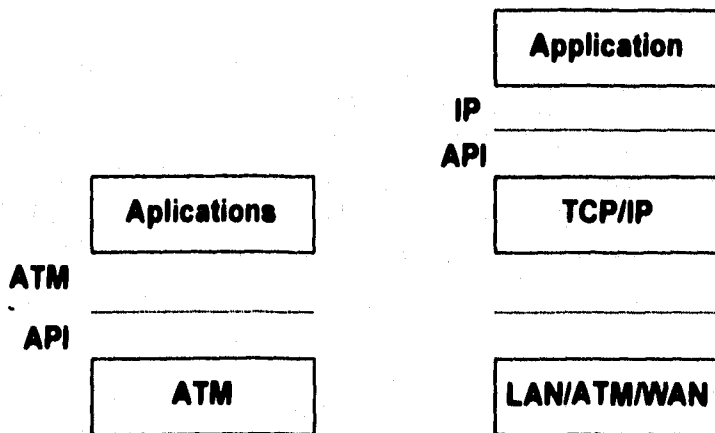 Application
IP
API
Aplications
TCP/IP
ATM
API
ATM
LAN/ATM/WAN